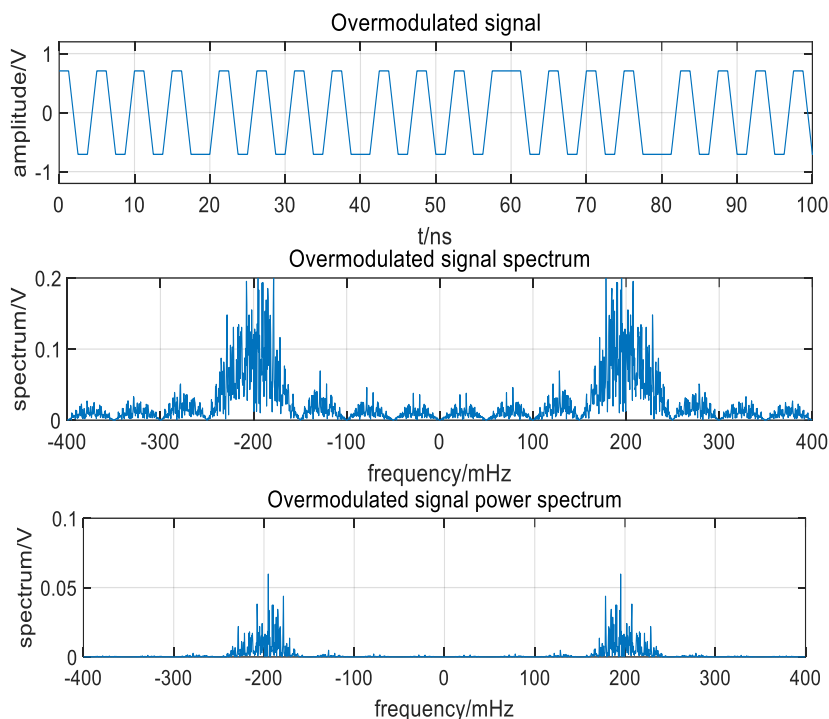 Overmodulated signal
amplitude/V
1
0
-1
0 10 20 30 40 50 60 70 80 90 100
t/ns
Overmodulated signal spectrum
spectrum/V
0.2
0.1
0
-400 -300 -200 -100 0 100 200 300 400
frequency/mHz
Overmodulated signal power spectrum
spectrum/V
0.1
0.05
0
-400 -300 -200 -100 0 100 200 300 400
frequency/mHz